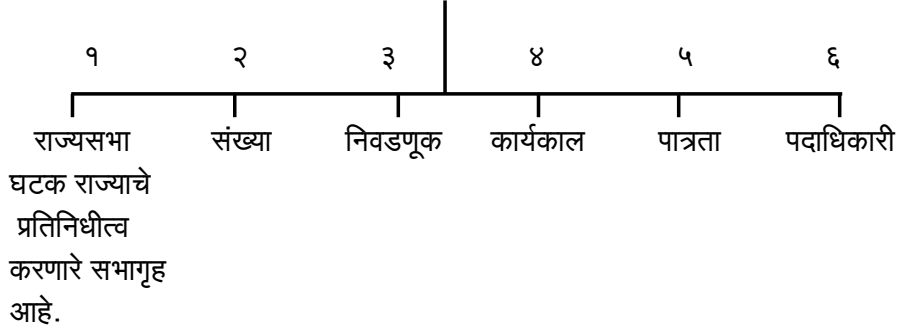 १ २ ३ ४ ५ ६
राज्यसभा संख्या निवडणूक कार्यकाल पात्रता पदाधिकारी
घटक राज्याचे
प्रतिनिधीत्व
करणारे सभागृह
आहे.